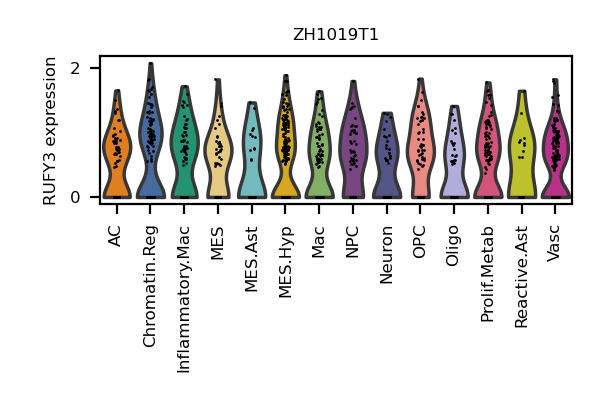 ZH1019T1
RUFY3 expression
2
0
AC
Chromatin.Reg
Inflammatory.Mac
MES
MES.Ast
MES.Hyp
Mac
NPC
Neuron
OPC
Oligo
Prolif.Metab
Reactive.Ast
Vasc